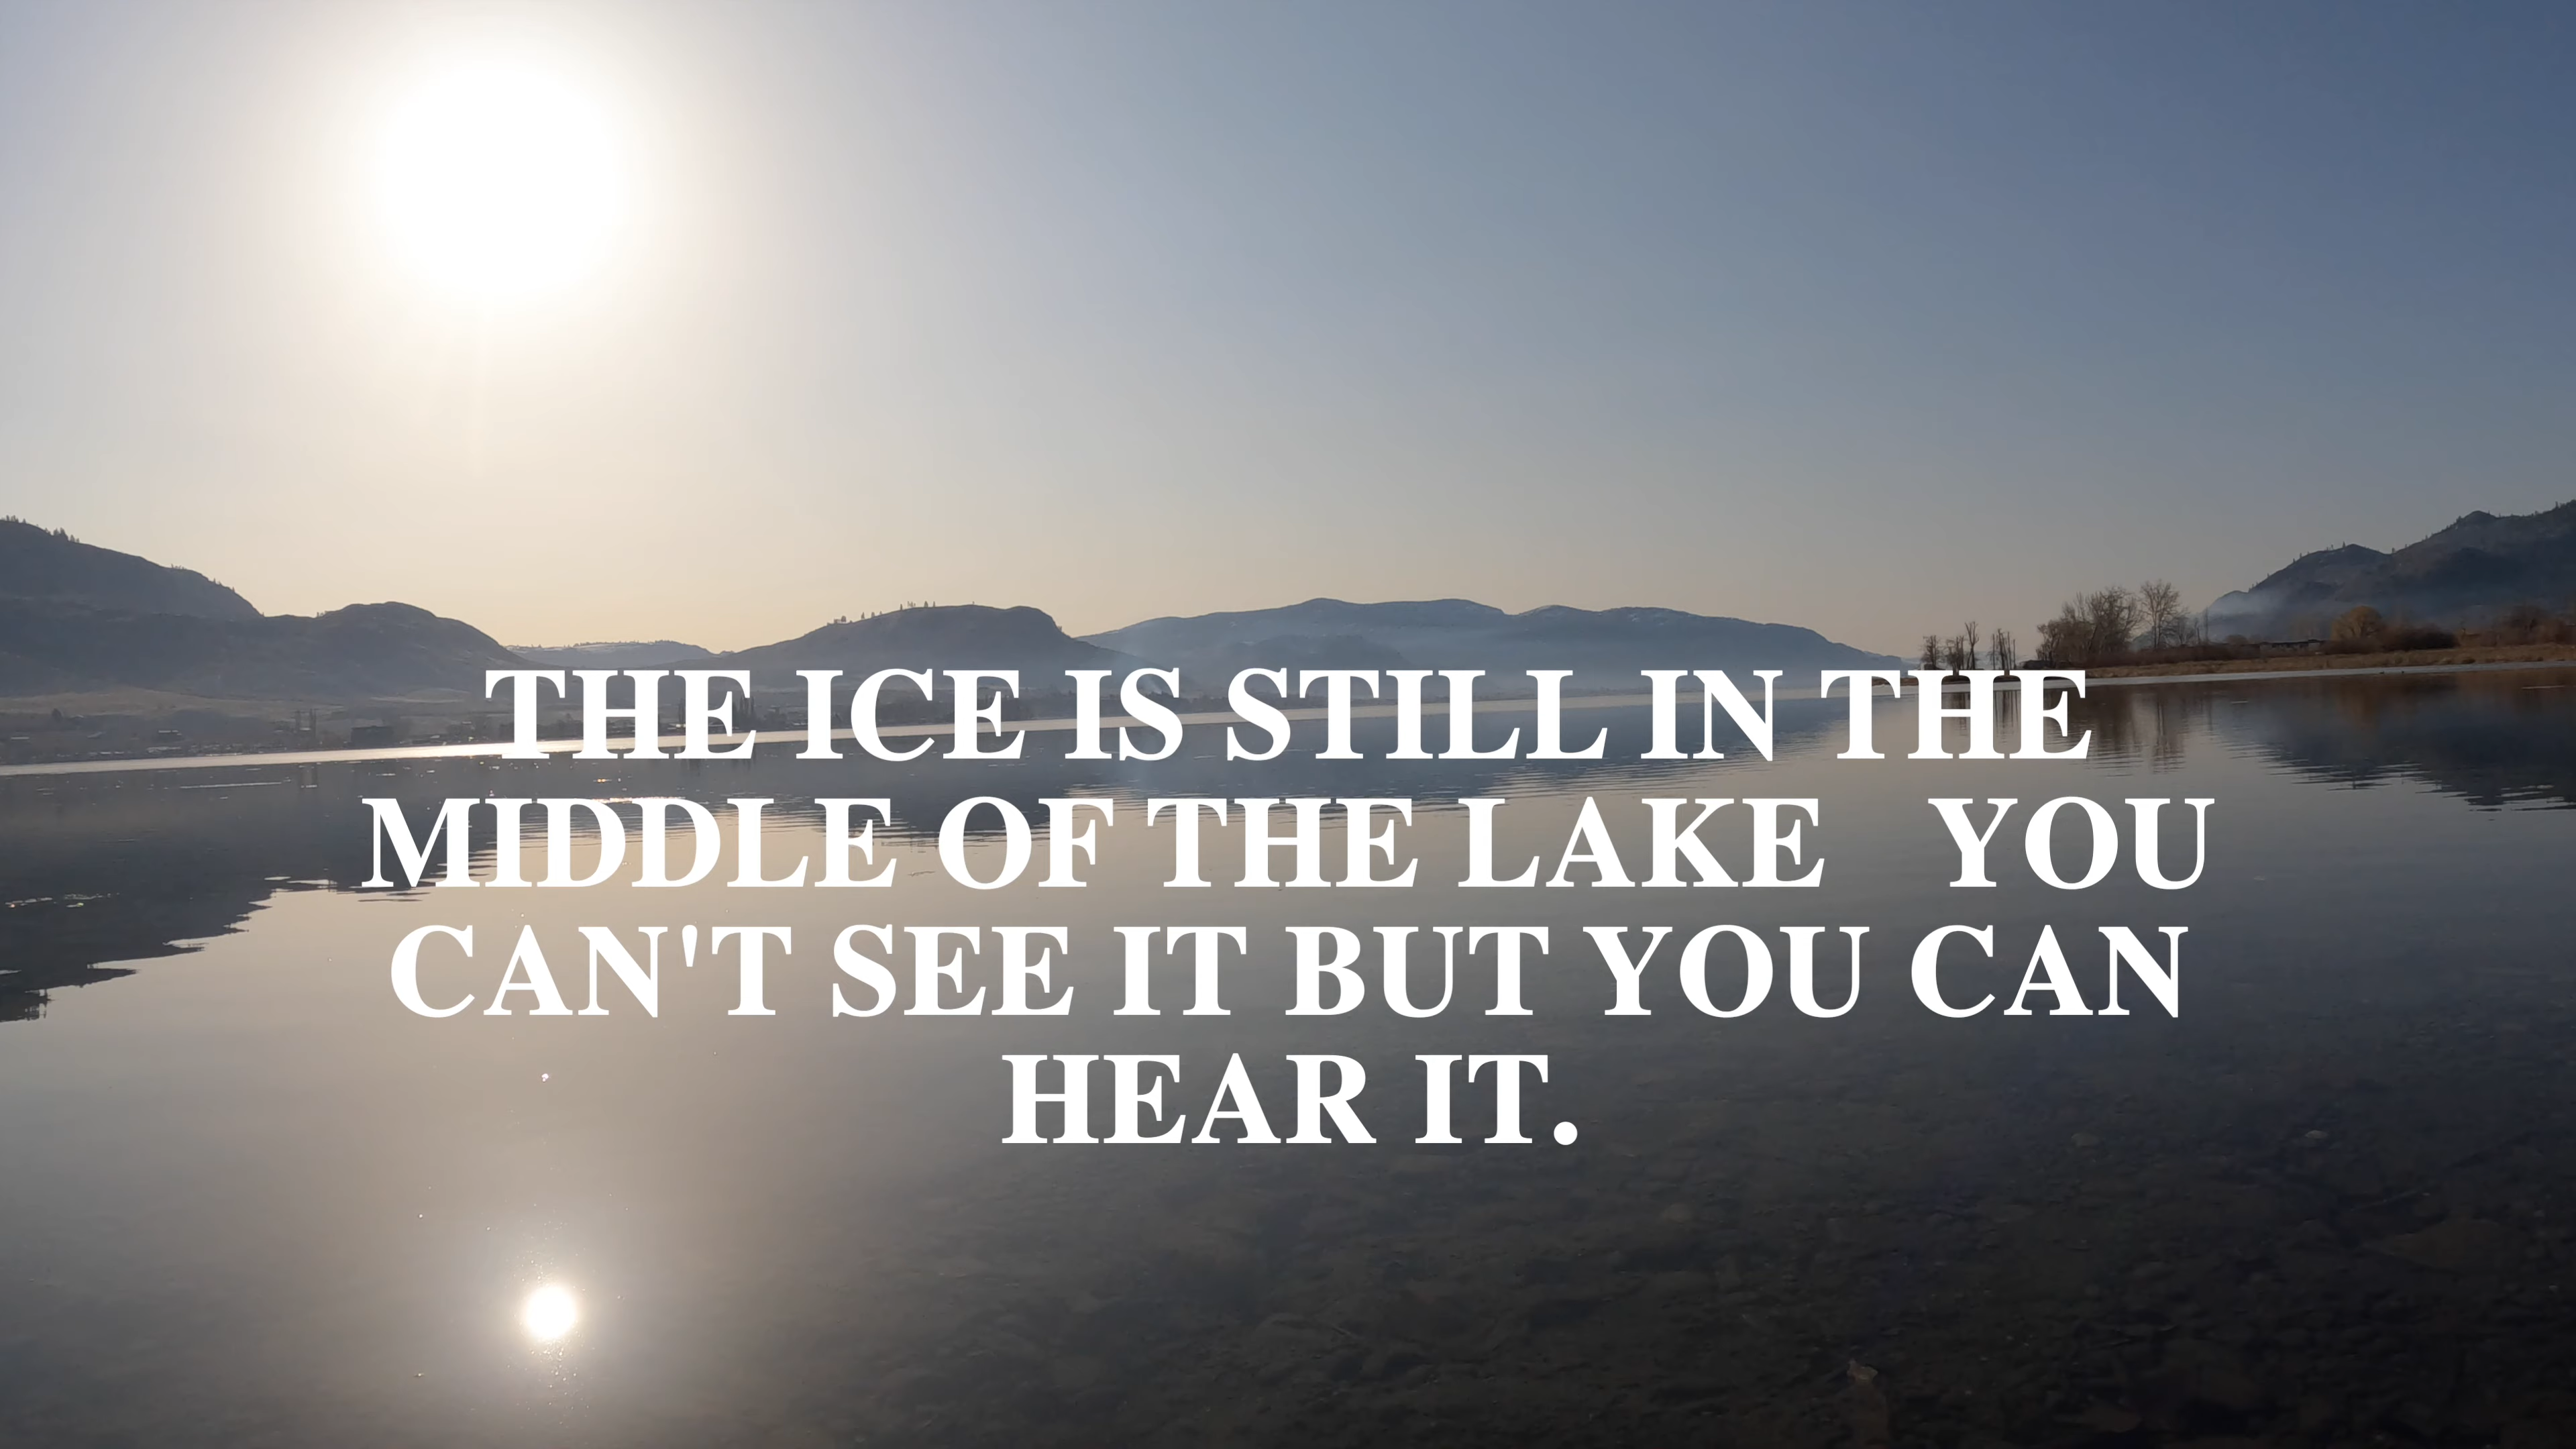 THE ICE IS STILL IN THE
MIDDLE OF THE LAKE   YOU
CAN'T SEE IT BUT YOU CAN
HEAR IT.